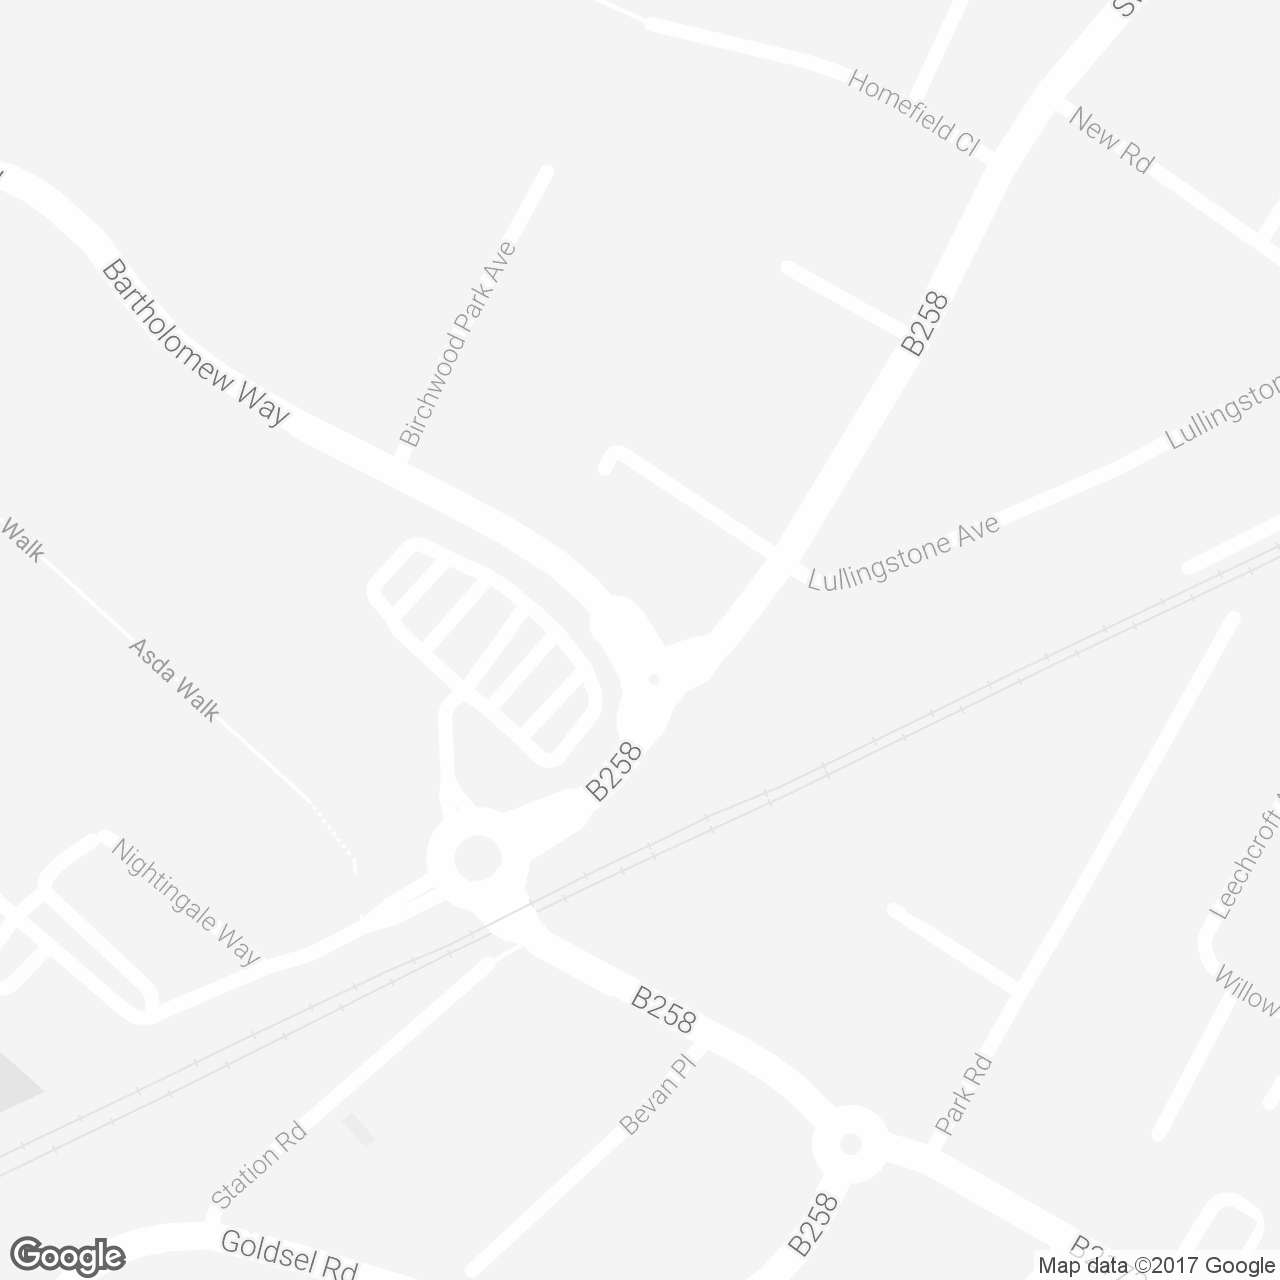 Homefield Cl
New Rd
Birchwood Park Ave
Bartholomew Way
B258
Lullingstone
Lullingstone Ave
Walk
Asda Walk
B258
Nightingale Way
Leechcroft
Willow
B258
Bevan Pl
Park Rd
Station Rd
B258
Goldsel Rd
Google
Map data ©2017 Google